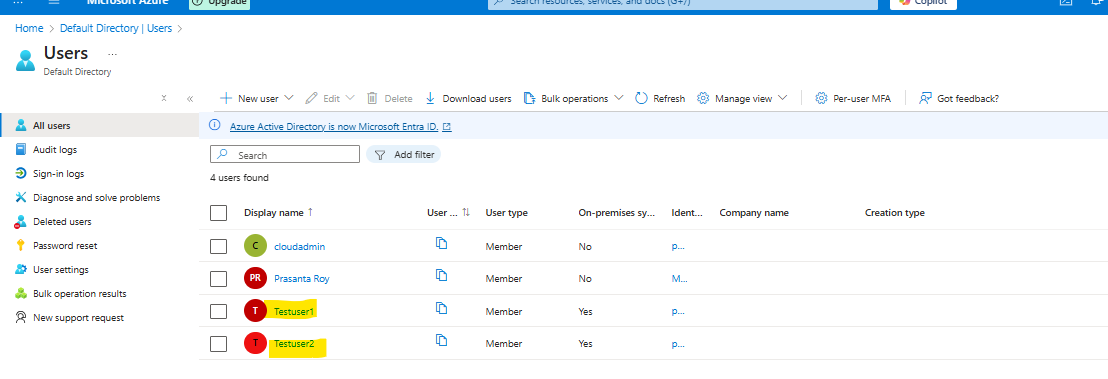 Microsoft Azure Upgrade Search resources, services, and docs (G+/) Copilot
Home > Default Directory | Users >
Users ...
Default Directory
New user Edit Delete Download users Bulk operations Refresh Manage view Per-user MFA Got feedback?
All users
Audit logs
Sign-in logs
Diagnose and solve problems
Deleted users
Password reset
User settings
Bulk operation results
New support request
Azure Active Directory is now Microsoft Entra ID.
Search Add filter
4 users found
Display name ↑ User ... ↑↓ User type On-premises sy... Ident... Company name Creation type
C cloudadmin Member No p...
PR Prasanta Roy Member No M...
T Testuser1 Member Yes p...
T Testuser2 Member Yes p...